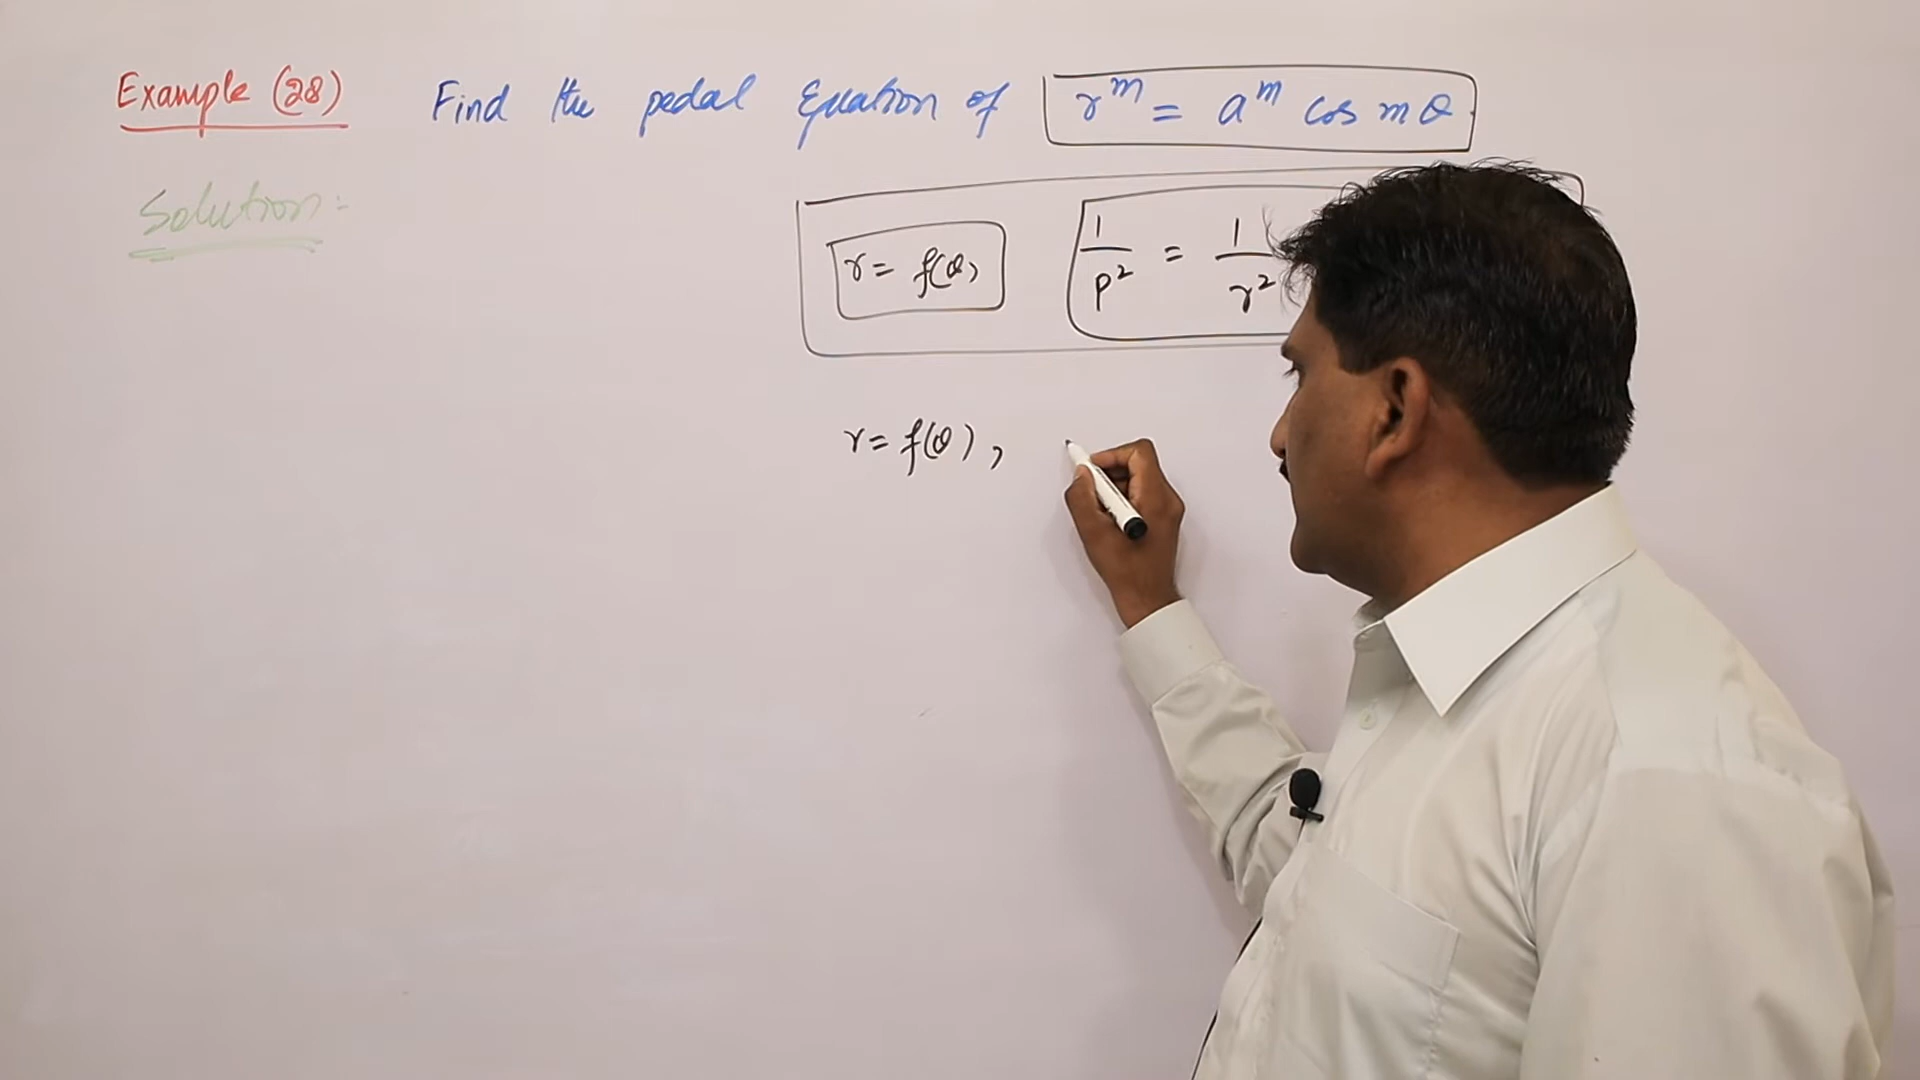 Example (28) Find the pedal Equation of r^m = a^m cos mθ.
Solution:-
r = f(θ) 1/p² = 1/r²
r = f(θ),